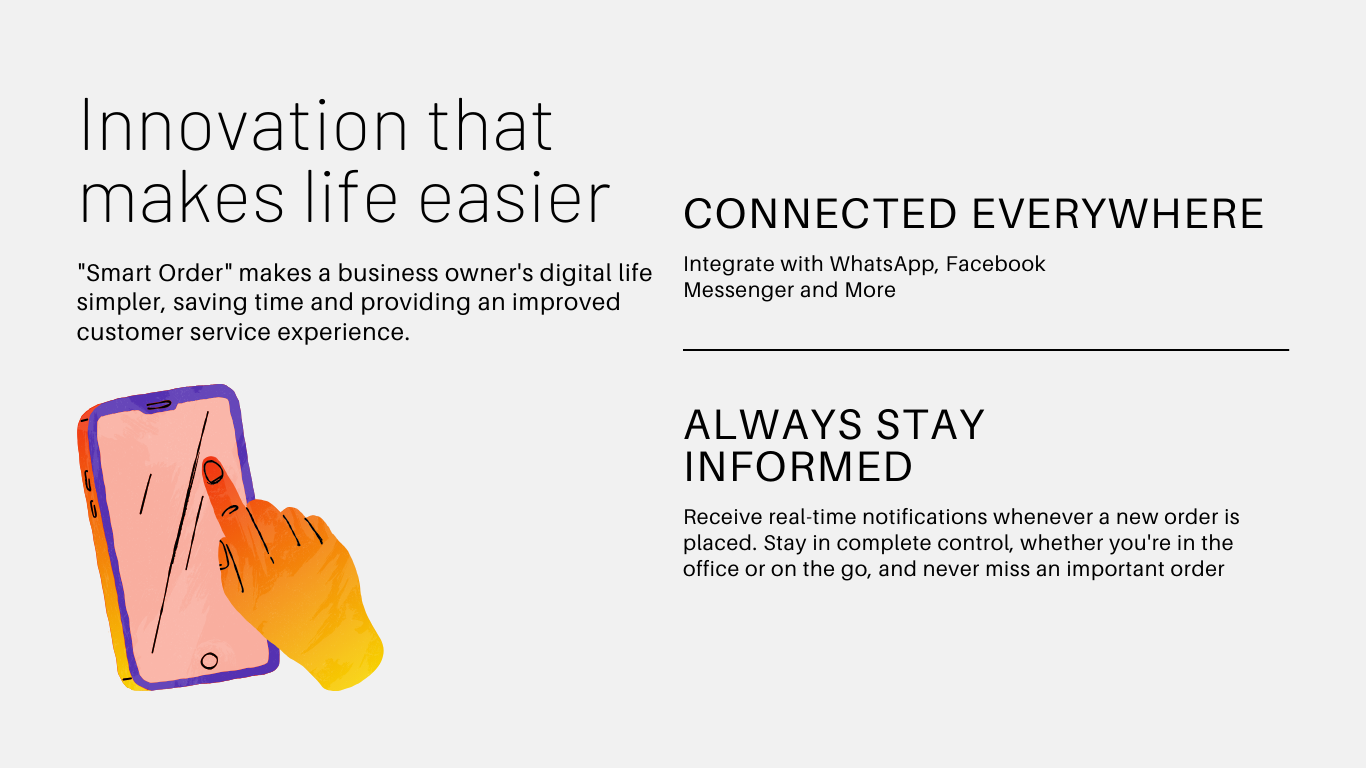 Innovation that
makes life easier
"Smart Order" makes a business owner's digital life
simpler, saving time and providing an improved
customer service experience.
CONNECTED EVERYWHERE
Integrate with WhatsApp, Facebook
Messenger and More
ALWAYS STAY
INFORMED
Receive real-time notifications whenever a new order is
placed. Stay in complete control, whether you're in the
office or on the go, and never miss an important order